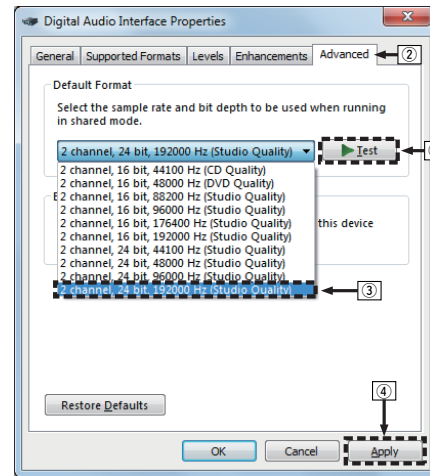 Digital Audio Interface Properties
General Supported Formats Levels Enhancements Advanced ②
Default Format
Select the sample rate and bit depth to be used when running
in shared mode.
2 channel, 24 bit, 192000 Hz (Studio Quality) Test
2 channel, 16 bit, 44100 Hz (CD Quality)
2 channel, 16 bit, 48000 Hz (DVD Quality)
2 channel, 16 bit, 88200 Hz (Studio Quality)
2 channel, 16 bit, 96000 Hz (Studio Quality)
2 channel, 16 bit, 176400 Hz (Studio Quality)
this device
2 channel, 16 bit, 192000 Hz (Studio Quality)
2 channel, 24 bit, 44100 Hz (Studio Quality)
2 channel, 24 bit, 48000 Hz (Studio Quality)
2 channel, 24 bit, 96000 Hz (Studio Quality)
2 channel, 24 bit, 192000 Hz (Studio Quality) ③
④
Restore Defaults
OK Cancel Apply